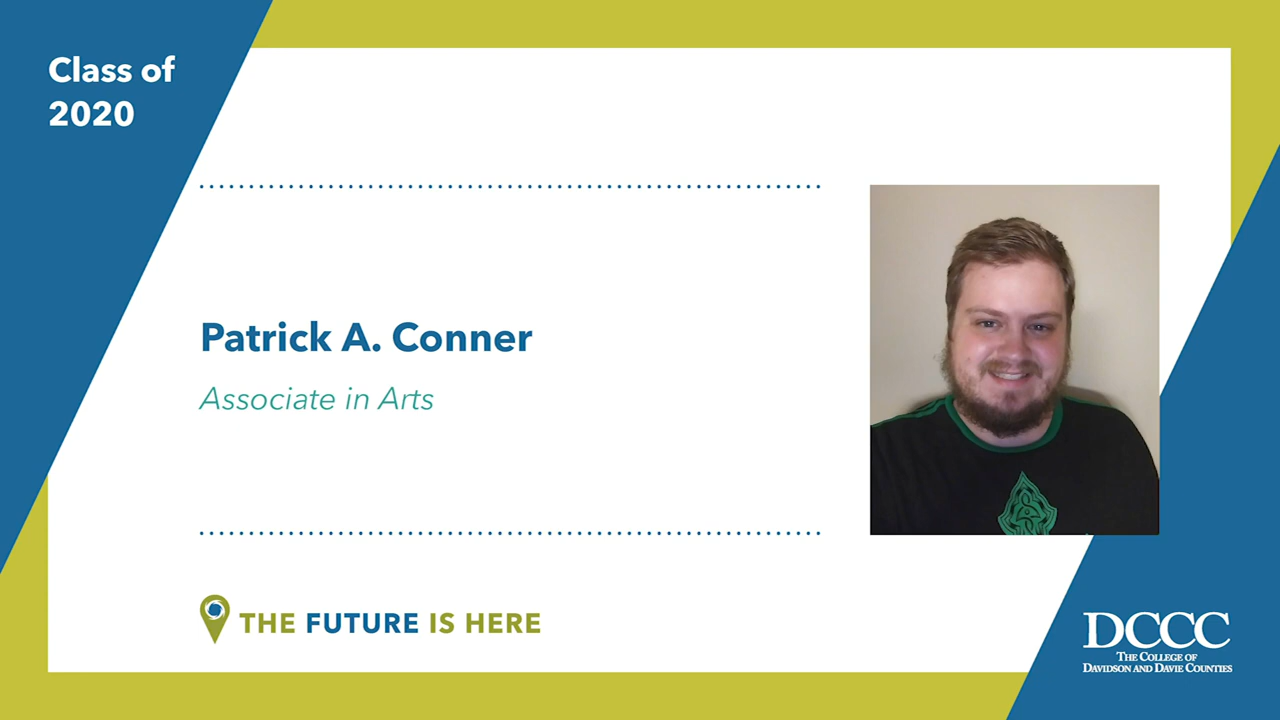 Class of
2020
Patrick A. Conner
Associate in Arts
THE FUTURE IS HERE
DCCC
THE COLLEGE OF
DAVIDSON AND DAVIE COUNTIES